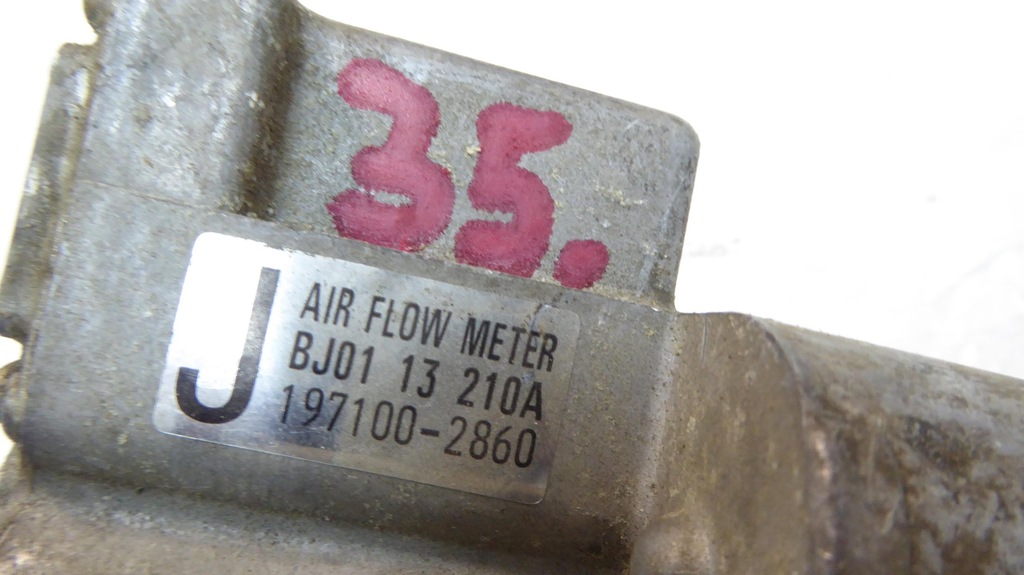 35.
J
AIR FLOW METER
BJ01 13 210A
197100-2860